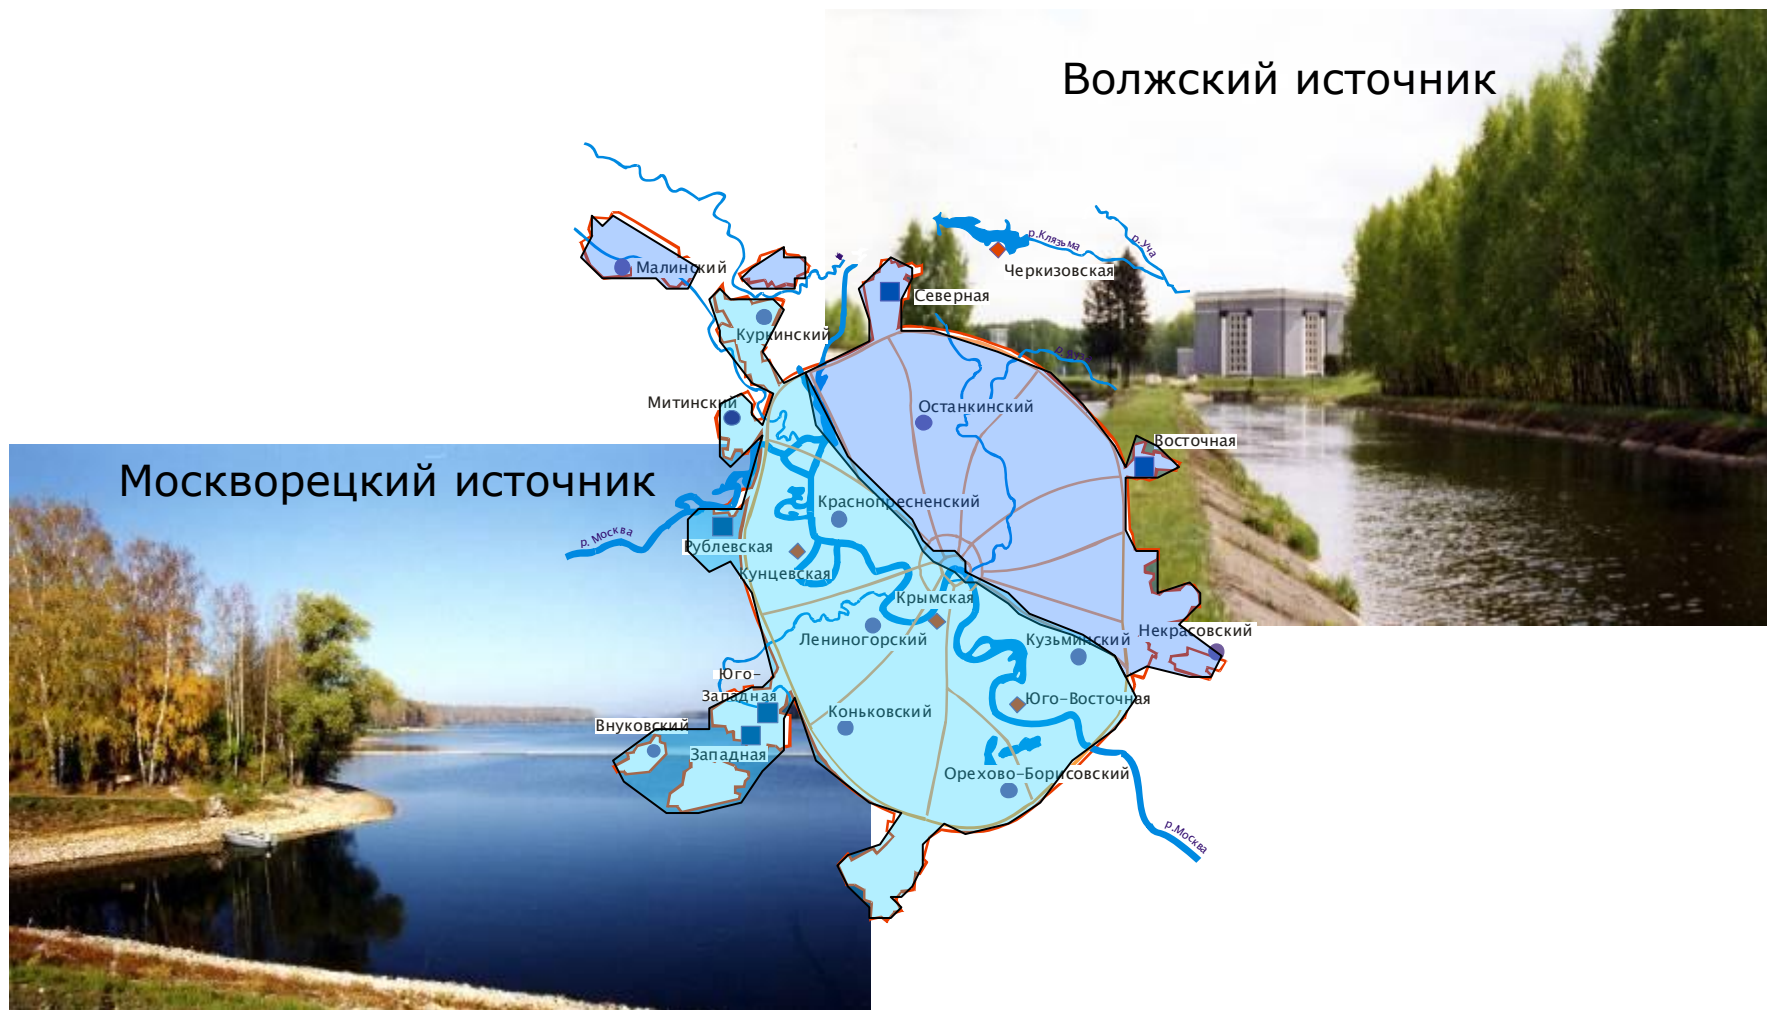 Волжский источник
р.Клязьма
р.Уча
Черкизовская
Малинский
Северная
Куркинский
Митинский
Останкинский
Восточная
Москворецкий источник
Краснопресненский
р. Москва
Рублевская
Кунцевская
Крымская
Лениногорский
Кузьминский
Некрасовский
Юго-
Западная
Юго-Восточная
Внуковский
Коньковский
Западная
Орехово-Борисовский
р.Москва